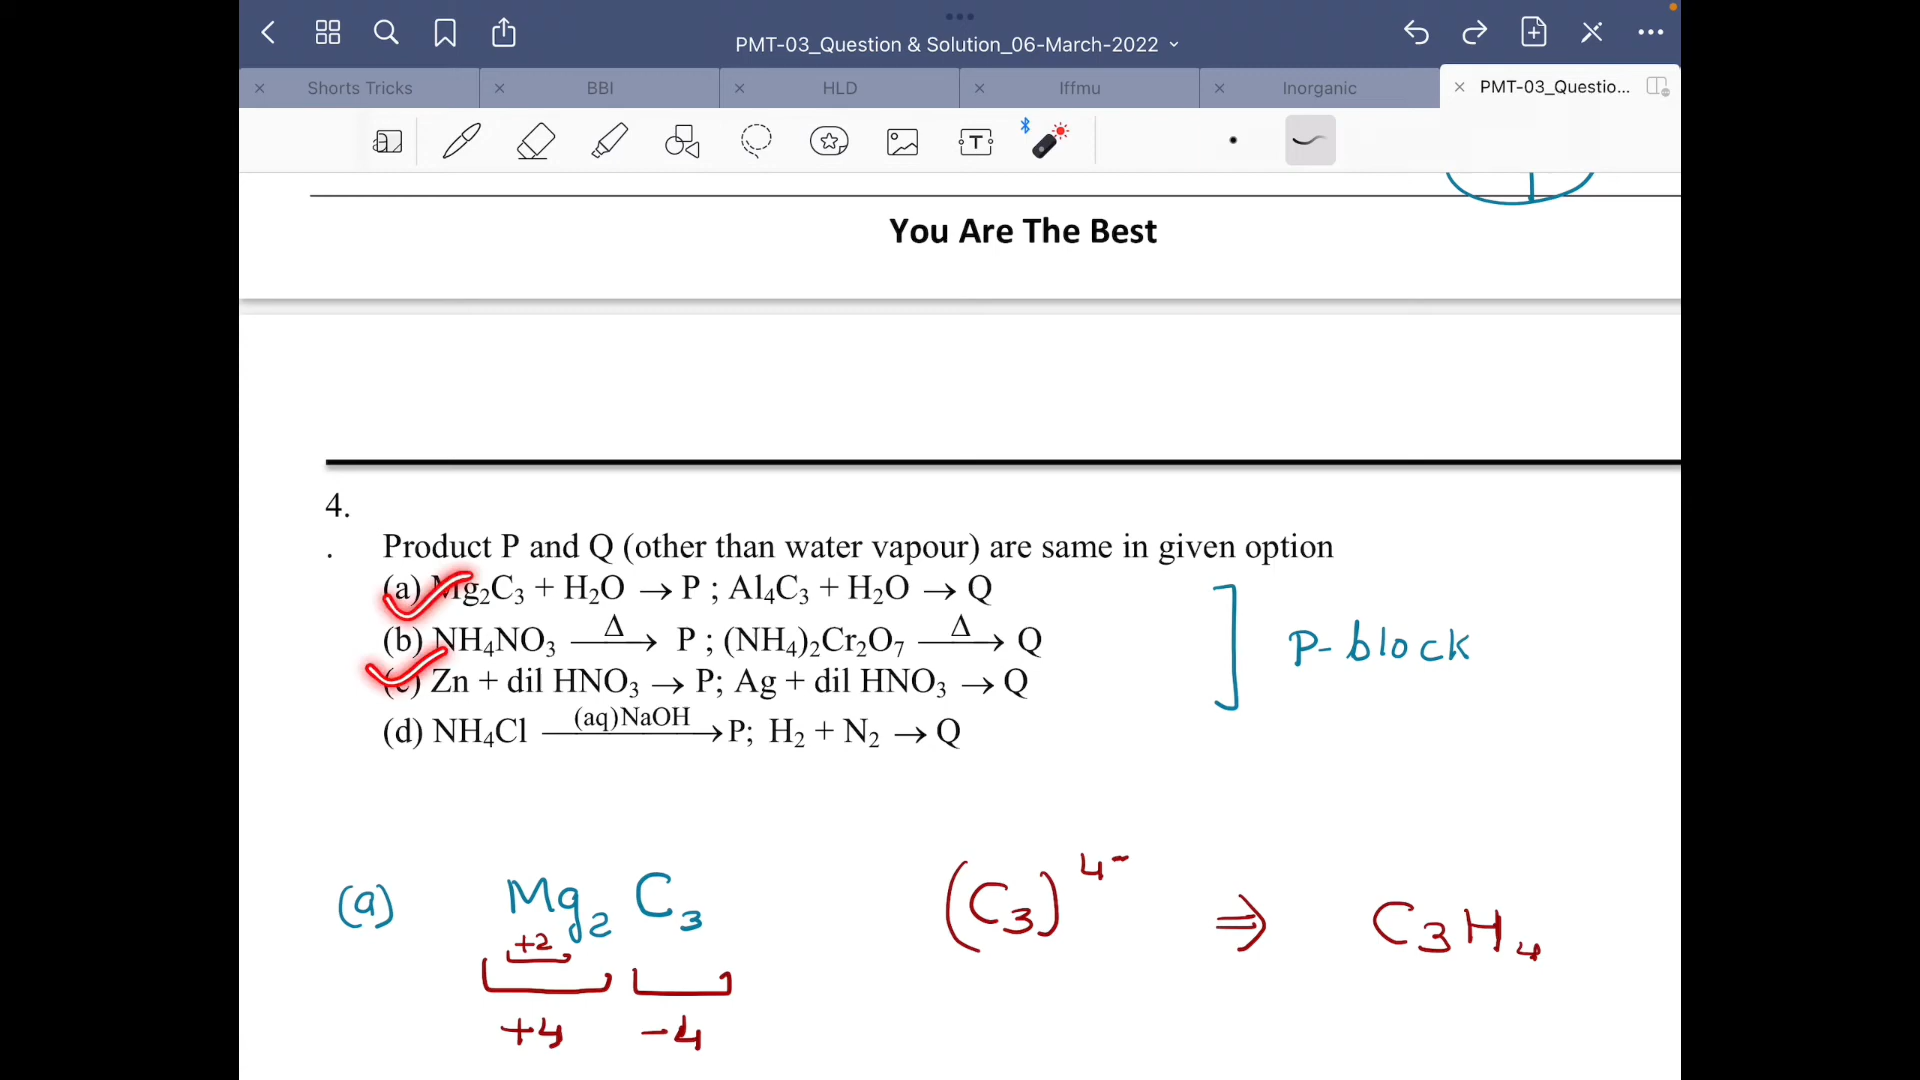 PMT-03_Question & Solution_06-March-2022
Shorts Tricks
BBI
HLD
Iffmu
Inorganic
PMT-03_Questio...
You Are The Best
4.
. Product P and Q (other than water vapour) are same in given option
(a) Mg₂C₃ + H₂O → P ; Al₄C₃ + H₂O → Q
(b) NH₄NO₃ —Δ→ P ; (NH₄)₂Cr₂O₇ —Δ→ Q
(c) Zn + dil HNO₃ → P; Ag + dil HNO₃ → Q
(d) NH₄Cl —(aq)NaOH→ P; H₂ + N₂ → Q
P-block
(a) Mg₂ C₃ (C₃)⁴⁻ ⇒ C₃H₄
+2
+4 -4